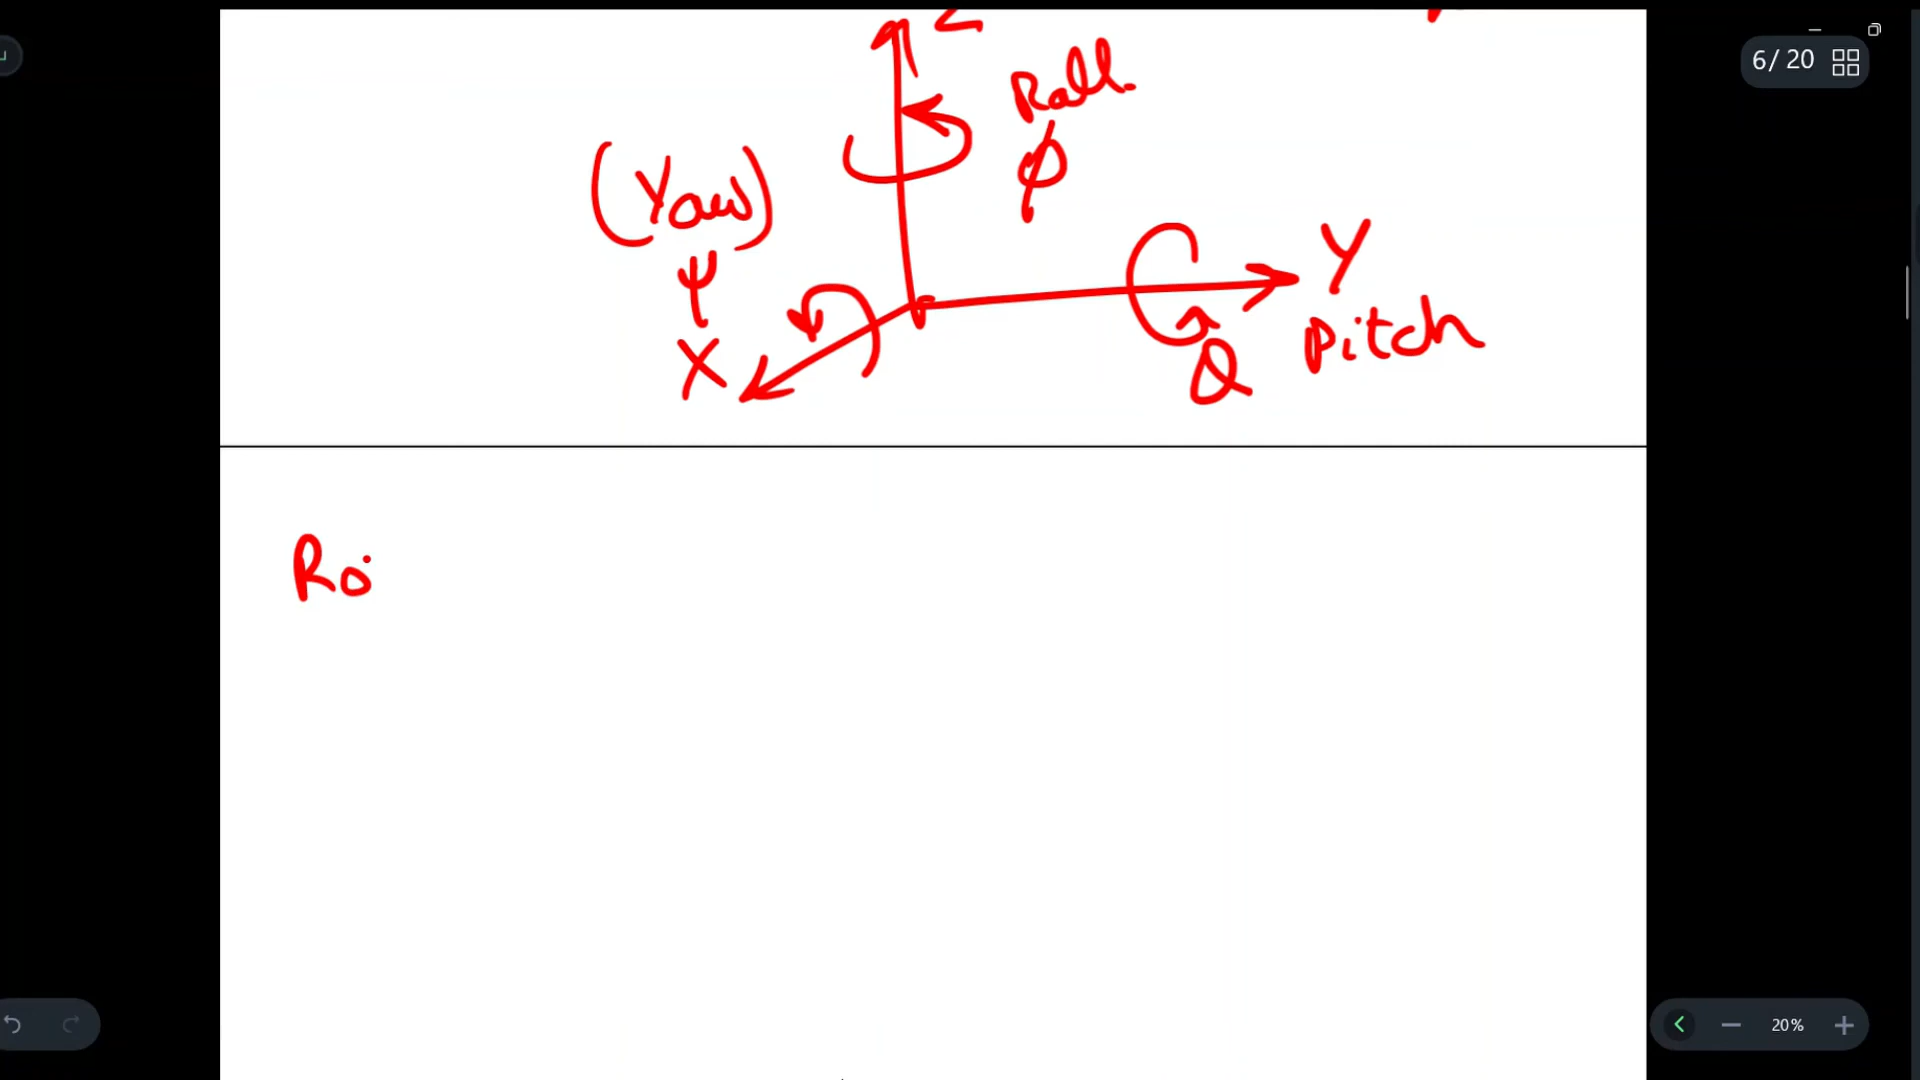 Z
Roll
6/20
(Yaw)
φ
Y
ψ
Pitch
X
θ
Ro
20%